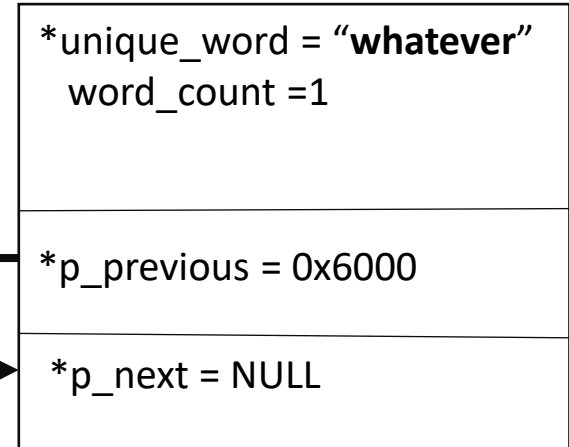 *unique_word = “whatever”
word_count =1
*p_previous = 0x6000
*p_next = NULL